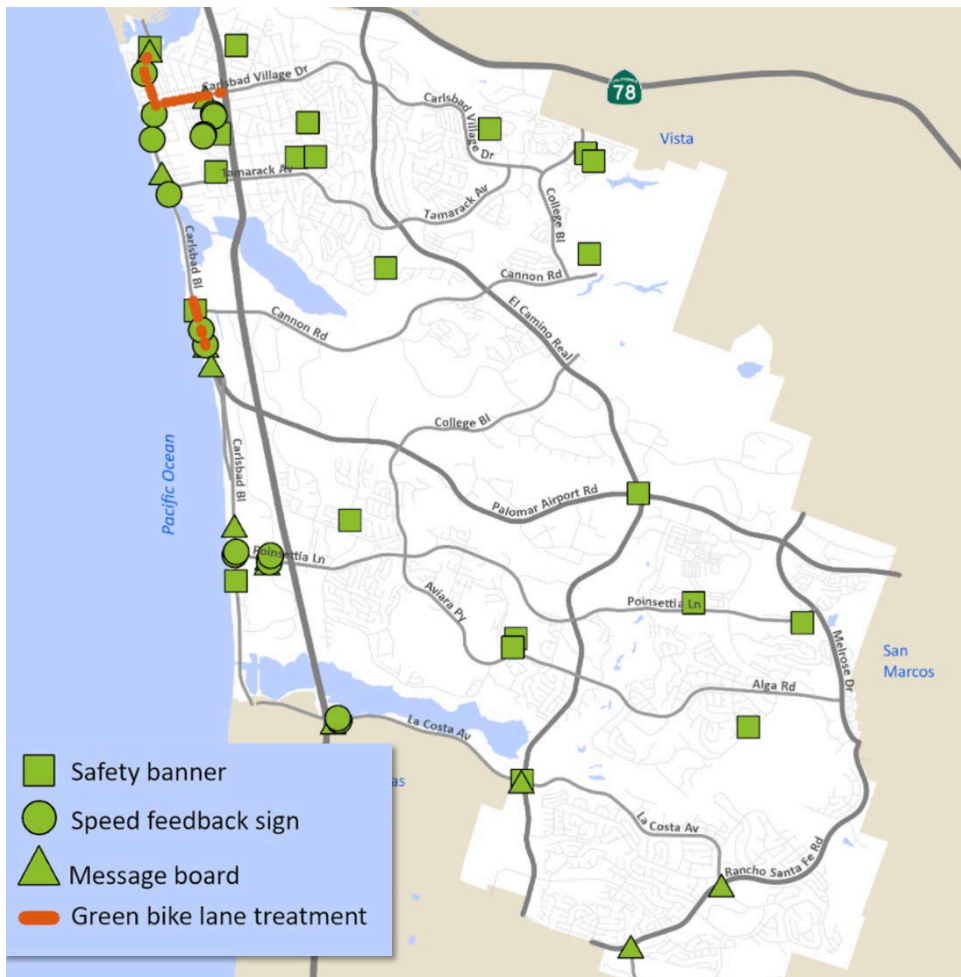 Carlsbad Village Dr
CALIFORNIA
78
Carlsbad
Village Dr
Vista
Tamarack Av
Tamarack Av
College Bl
Carlsbad Bl
Cannon Rd
Cannon Rd
El Camino Real
College Bl
Pacific Ocean
Carlsbad Bl
Palomar Airport Rd
Poinsettia Ln
Aviara Py
Poinsettia Ln
Melrose Dr
San
Marcos
Alga Rd
La Costa Av
as
La Costa Av
Rancho Santa Fe Rd
Safety banner
Speed feedback sign
Message board
Green bike lane treatment